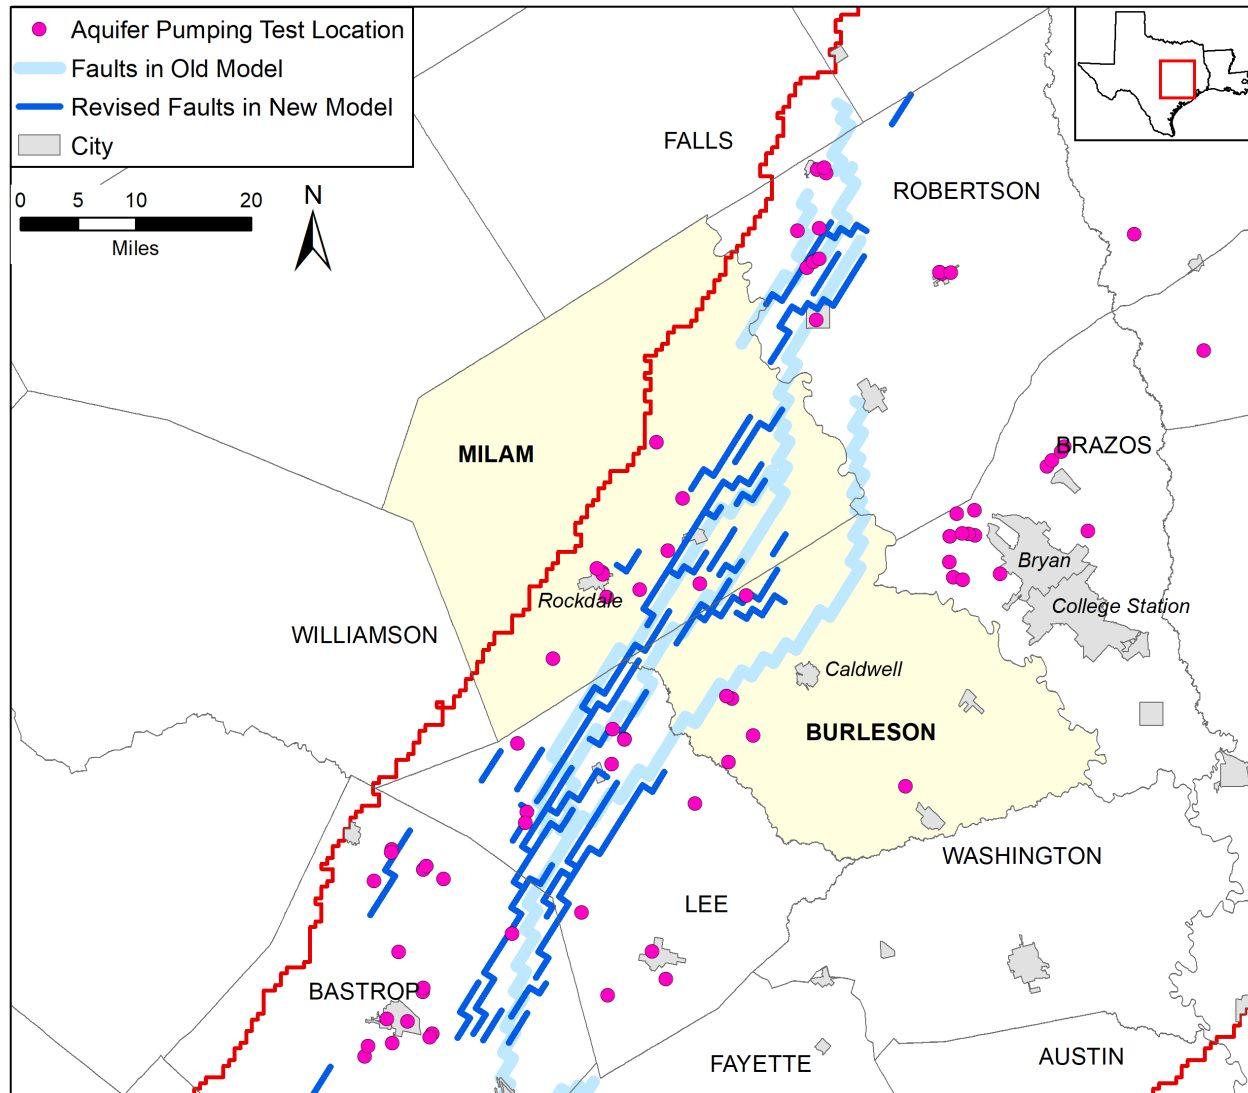 Aquifer Pumping Test Location
Faults in Old Model
Revised Faults in New Model
City
0 5 10 20
Miles
N
FALLS
ROBERTSON
MILAM
BRAZOS
Bryan
College Station
Rockdale
WILLIAMSON
Caldwell
BURLESON
WASHINGTON
LEE
BASTROP
FAYETTE
AUSTIN